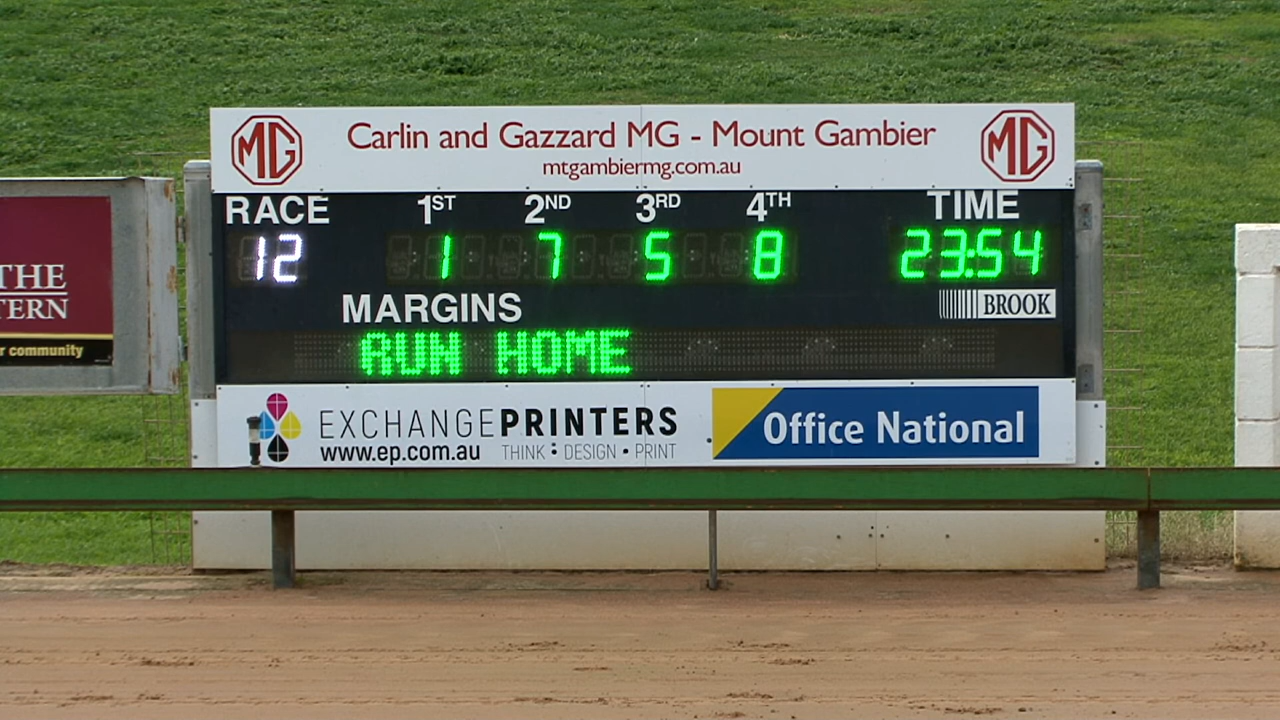 MG Carlin and Gazzard MG - Mount Gambier MG
mtgambiermg.com.au
RACE 1ST 2ND 3RD 4TH TIME
12 1 7 5 8 23:54
MARGINS BROOK
RUN HOME
EXCHANGEPRINTERS
www.ep.com.au THINK : DESIGN • PRINT
Office National
THE
TERN
r community